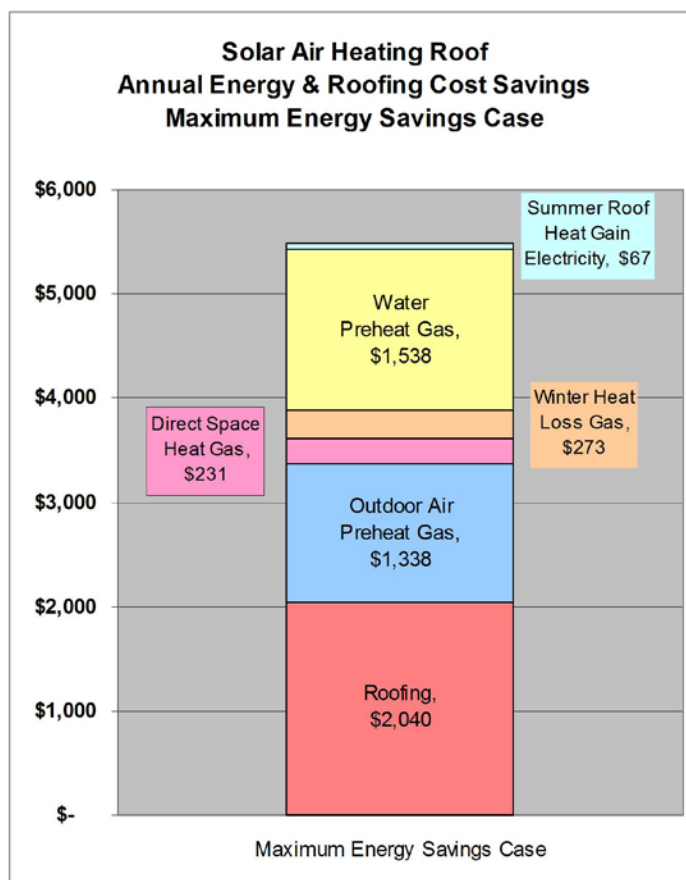 Solar Air Heating Roof
Annual Energy & Roofing Cost Savings
Maximum Energy Savings Case
$6,000
$5,000
$4,000
$3,000
$2,000
$1,000
$-
Summer Roof
Heat Gain
Electricity, $67
Water
Preheat Gas,
$1,538
Winter Heat
Loss Gas,
$273
Direct Space
Heat Gas,
$231
Outdoor Air
Preheat Gas,
$1,338
Roofing,
$2,040
Maximum Energy Savings Case